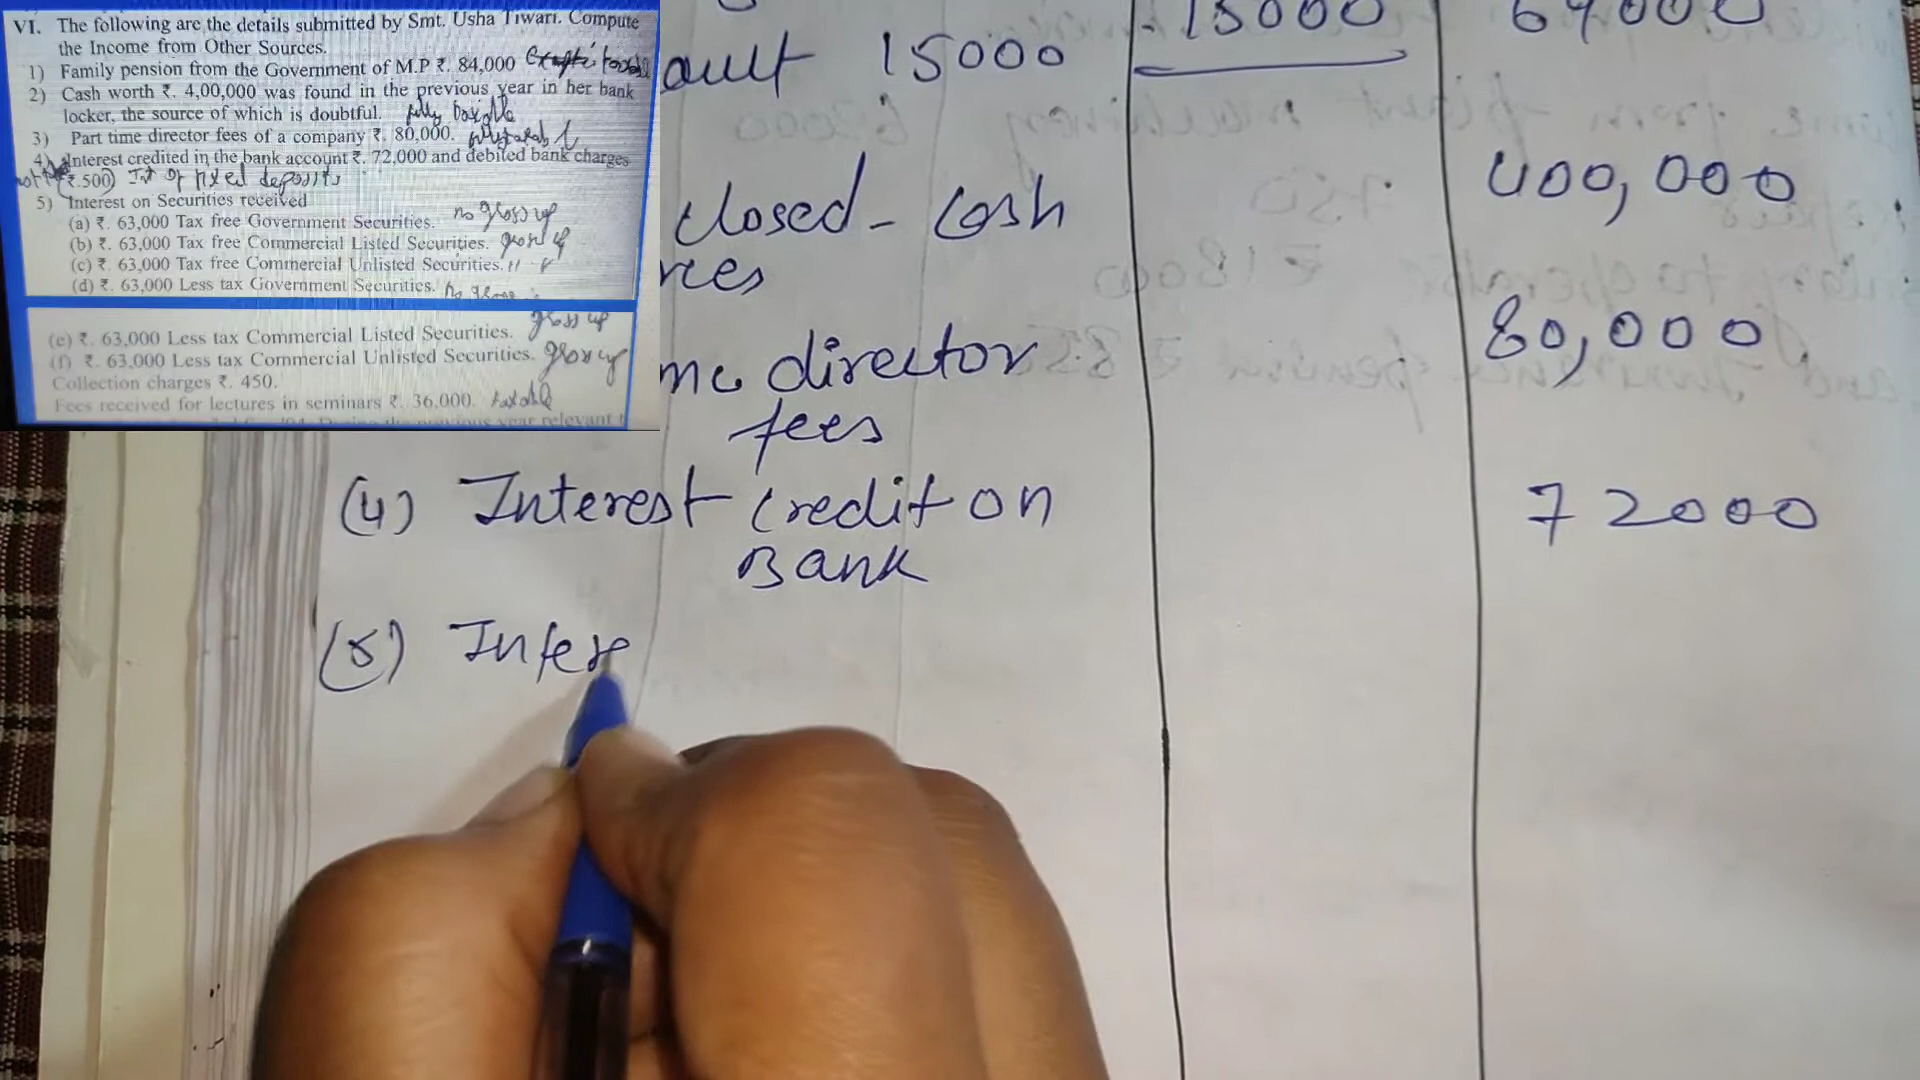 VI. The following are the details submitted by Smt. Usha Tiwari. Compute
the Income from Other Sources.
1) Family pension from the Government of M.P ₹. 84,000
2) Cash worth ₹. 4,00,000 was found in the previous year in her bank
locker, the source of which is doubtful. fully taxable
3) Part time director fees of a company ₹. 80,000.
4) Interest credited in the bank account ₹. 72,000 and debited bank charges
₹.500) Int of fixed deposits
5) Interest on Securities received
(a) ₹. 63,000 Tax free Government Securities. no gross up
(b) ₹. 63,000 Tax free Commercial Listed Securities. gross up
(c) ₹. 63,000 Tax free Commercial Unlisted Securities.
(d) ₹. 63,000 Less tax Government Securities. no
(e) ₹. 63,000 Less tax Commercial Listed Securities. gross up
(f) ₹. 63,000 Less tax Commercial Unlisted Securities. gross up
Collection charges ₹. 450.
Fees received for lectures in seminars ₹. 36,000. taxable
ault 15000 15000
closed - cash 400,000
rces
me director 80,000
fees
(4) Interest credit on 72000
Bank
(5) Intere